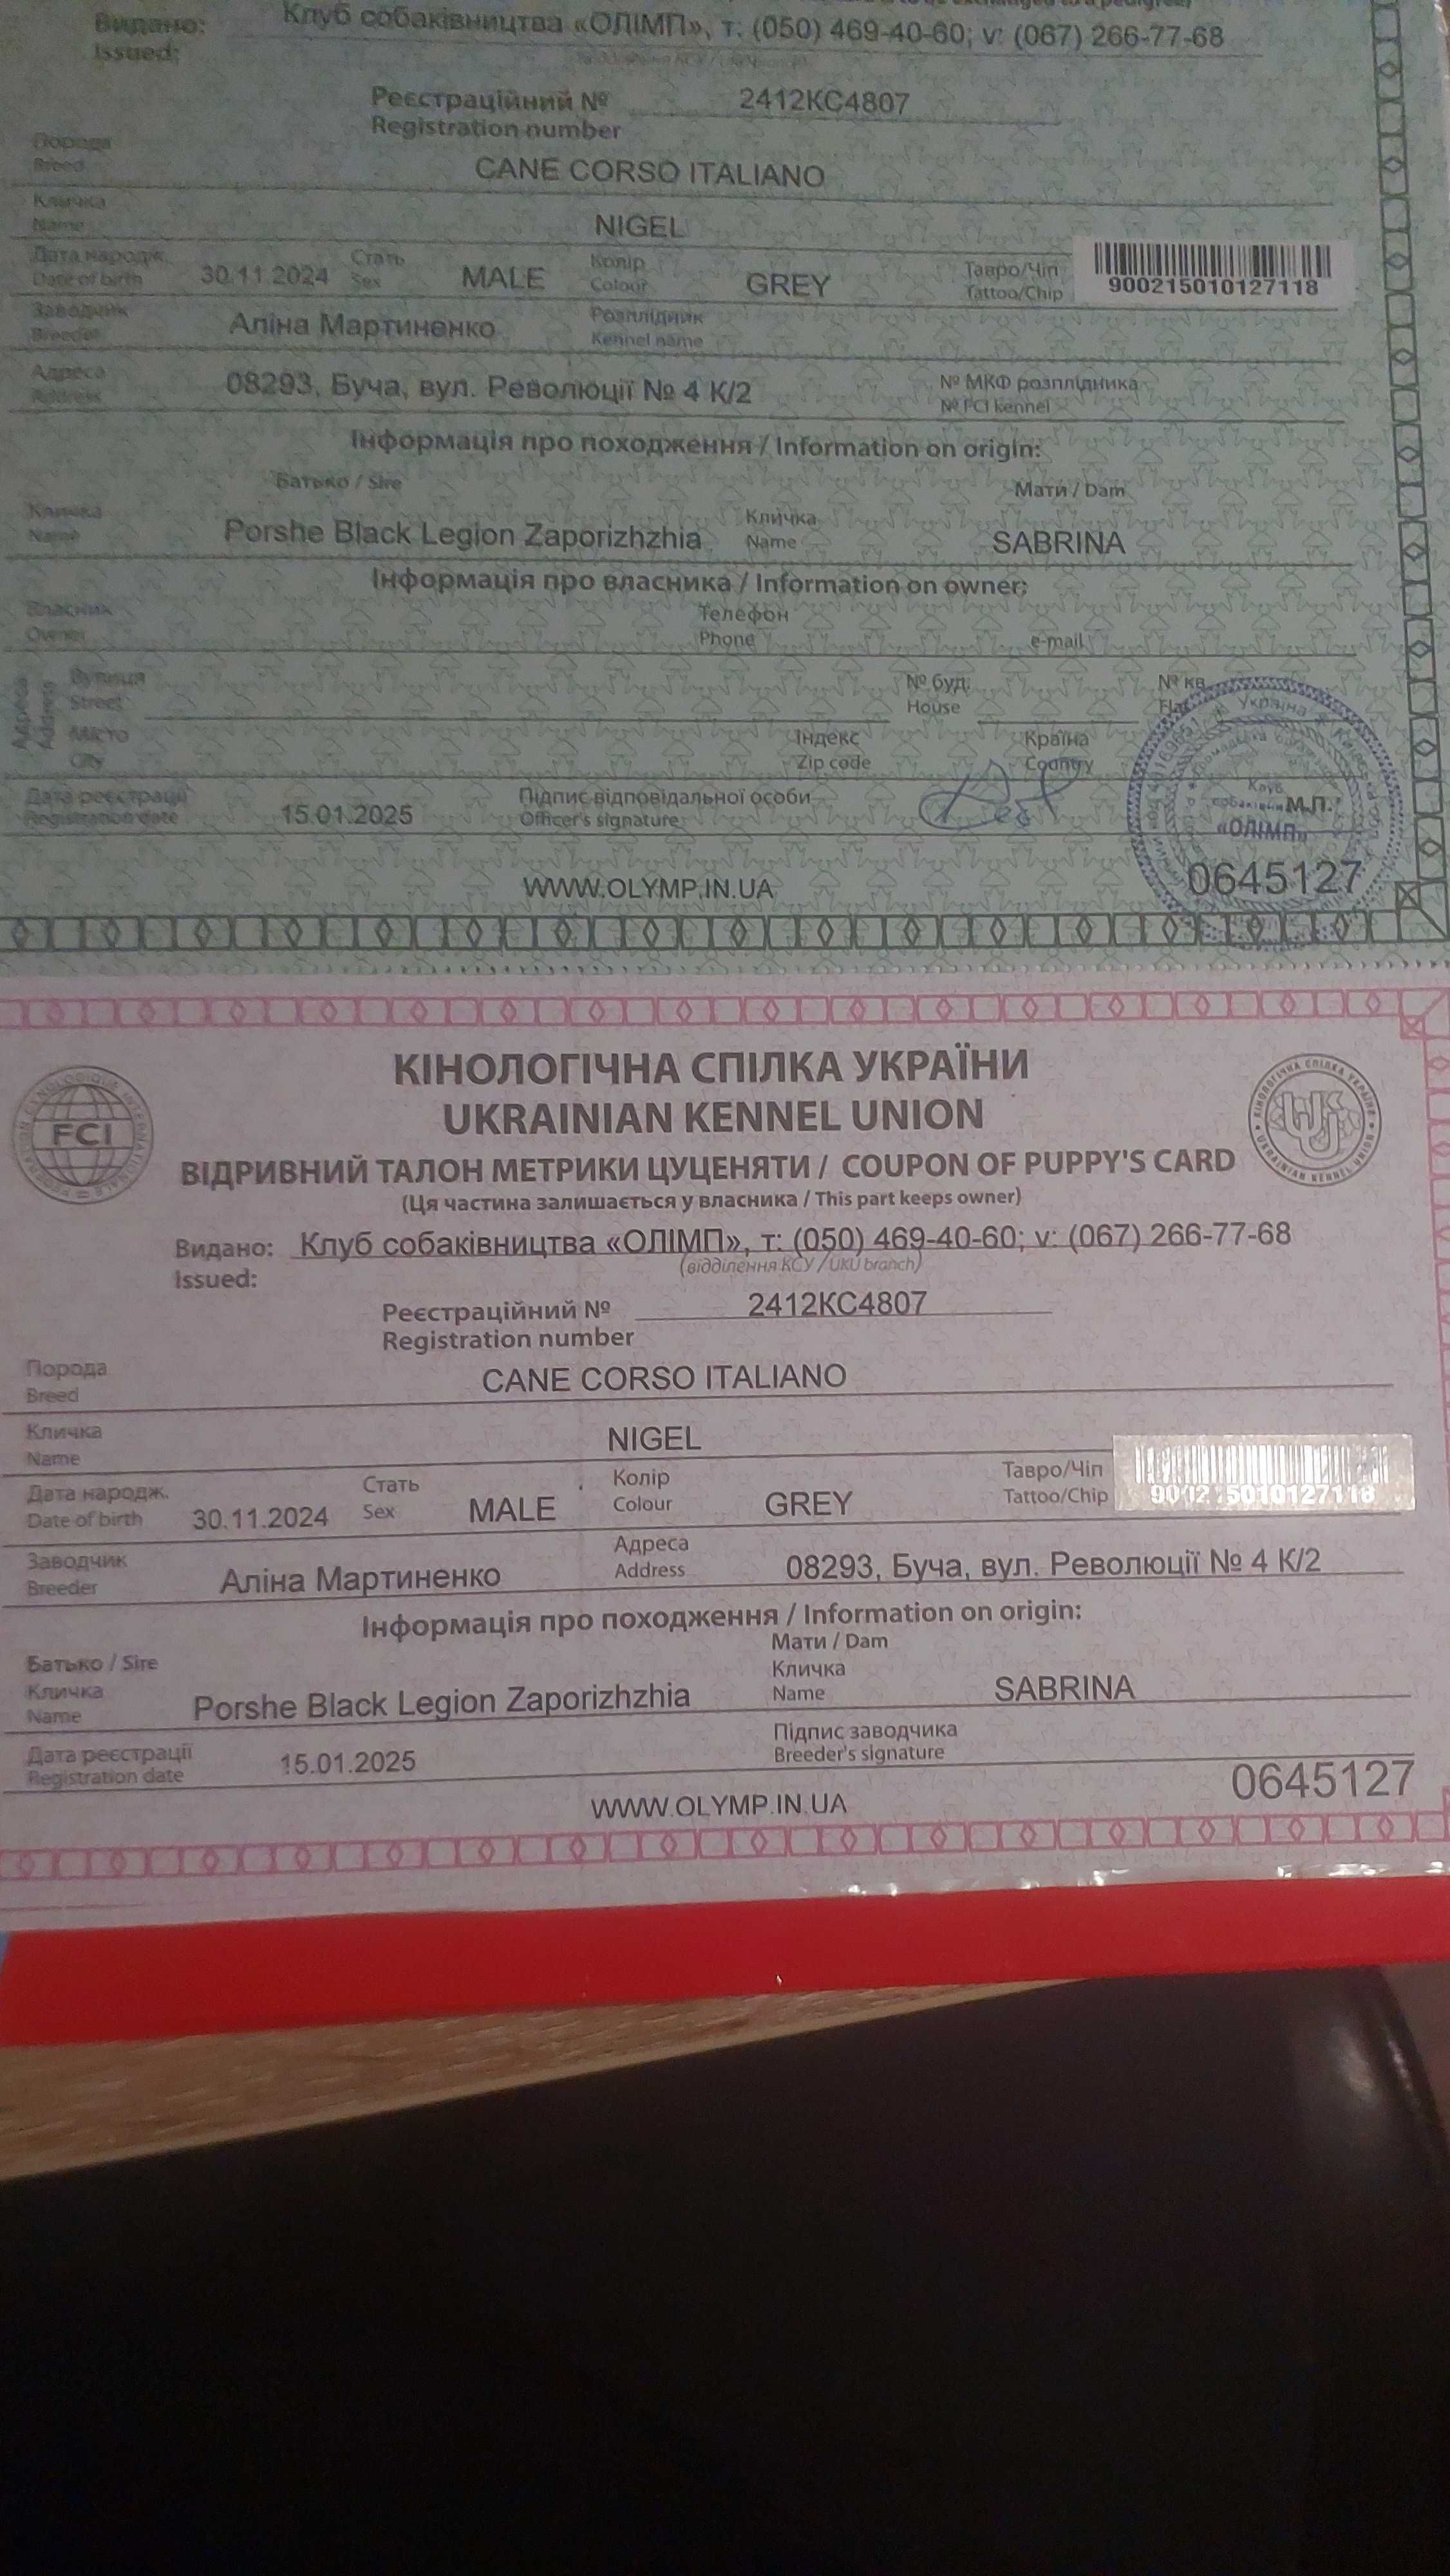 Видано: Клуб собаківництва «ОЛІМП», т: (050) 469-40-60; v: (067) 266-77-68
Issued:
Реєстраційний № 2412КС4807
Registration number
Порода
Breed CANE CORSO ITALIANO
Кличка
Name NIGEL
Дата народж. Стать Колір Тавро/Чіп
Date of birth 30.11.2024 Sex MALE Colour GREY Tattoo/Chip 900215010127118
Заводчик Аліна Мартиненко Розплідник
Breeder Kennel name
Адреса 08293, Буча, вул. Революції № 4 К/2 № МКФ розплідника
Address № FCI kennel
Інформація про походження / Information on origin:
Батько / Sire Мати / Dam
Кличка Кличка
Name Porshe Black Legion Zaporizhzhia Name SABRINA
Інформація про власника / Information on owner:
Власник Телефон
Owner Phone e-mail
Адреса Вулиця № буд. № кв.
Address Street House Flat
Місто Індекс Країна
City Zip code Country
Дата реєстрації Підпис відповідальної особи М.П.
Registration date 15.01.2025 Officer's signature
Україна
Клуб
«ОЛІМП»
WWW.OLYMP.IN.UA 0645127
КІНОЛОГІЧНА СПІЛКА УКРАЇНИ
UKRAINIAN KENNEL UNION
FCI
ВІДРИВНИЙ ТАЛОН МЕТРИКИ ЦУЦЕНЯТИ / COUPON OF PUPPY'S CARD
(Ця частина залишається у власника / This part keeps owner)
Видано: Клуб собаківництва «ОЛІМП», т: (050) 469-40-60; v: (067) 266-77-68
Issued: (відділення КСУ / UKU branch)
Реєстраційний № 2412КС4807
Registration number
Порода
Breed CANE CORSO ITALIANO
Кличка
Name NIGEL
Дата народж. Стать Колір Тавро/Чіп
Date of birth 30.11.2024 Sex MALE Colour GREY Tattoo/Chip 900215010127118
Заводчик Адреса
Breeder Аліна Мартиненко Address 08293, Буча, вул. Революції № 4 К/2
Інформація про походження / Information on origin:
Батько / Sire Мати / Dam
Кличка Кличка
Name Porshe Black Legion Zaporizhzhia Name SABRINA
Дата реєстрації Підпис заводчика
Registration date 15.01.2025 Breeder's signature
WWW.OLYMP.IN.UA 0645127